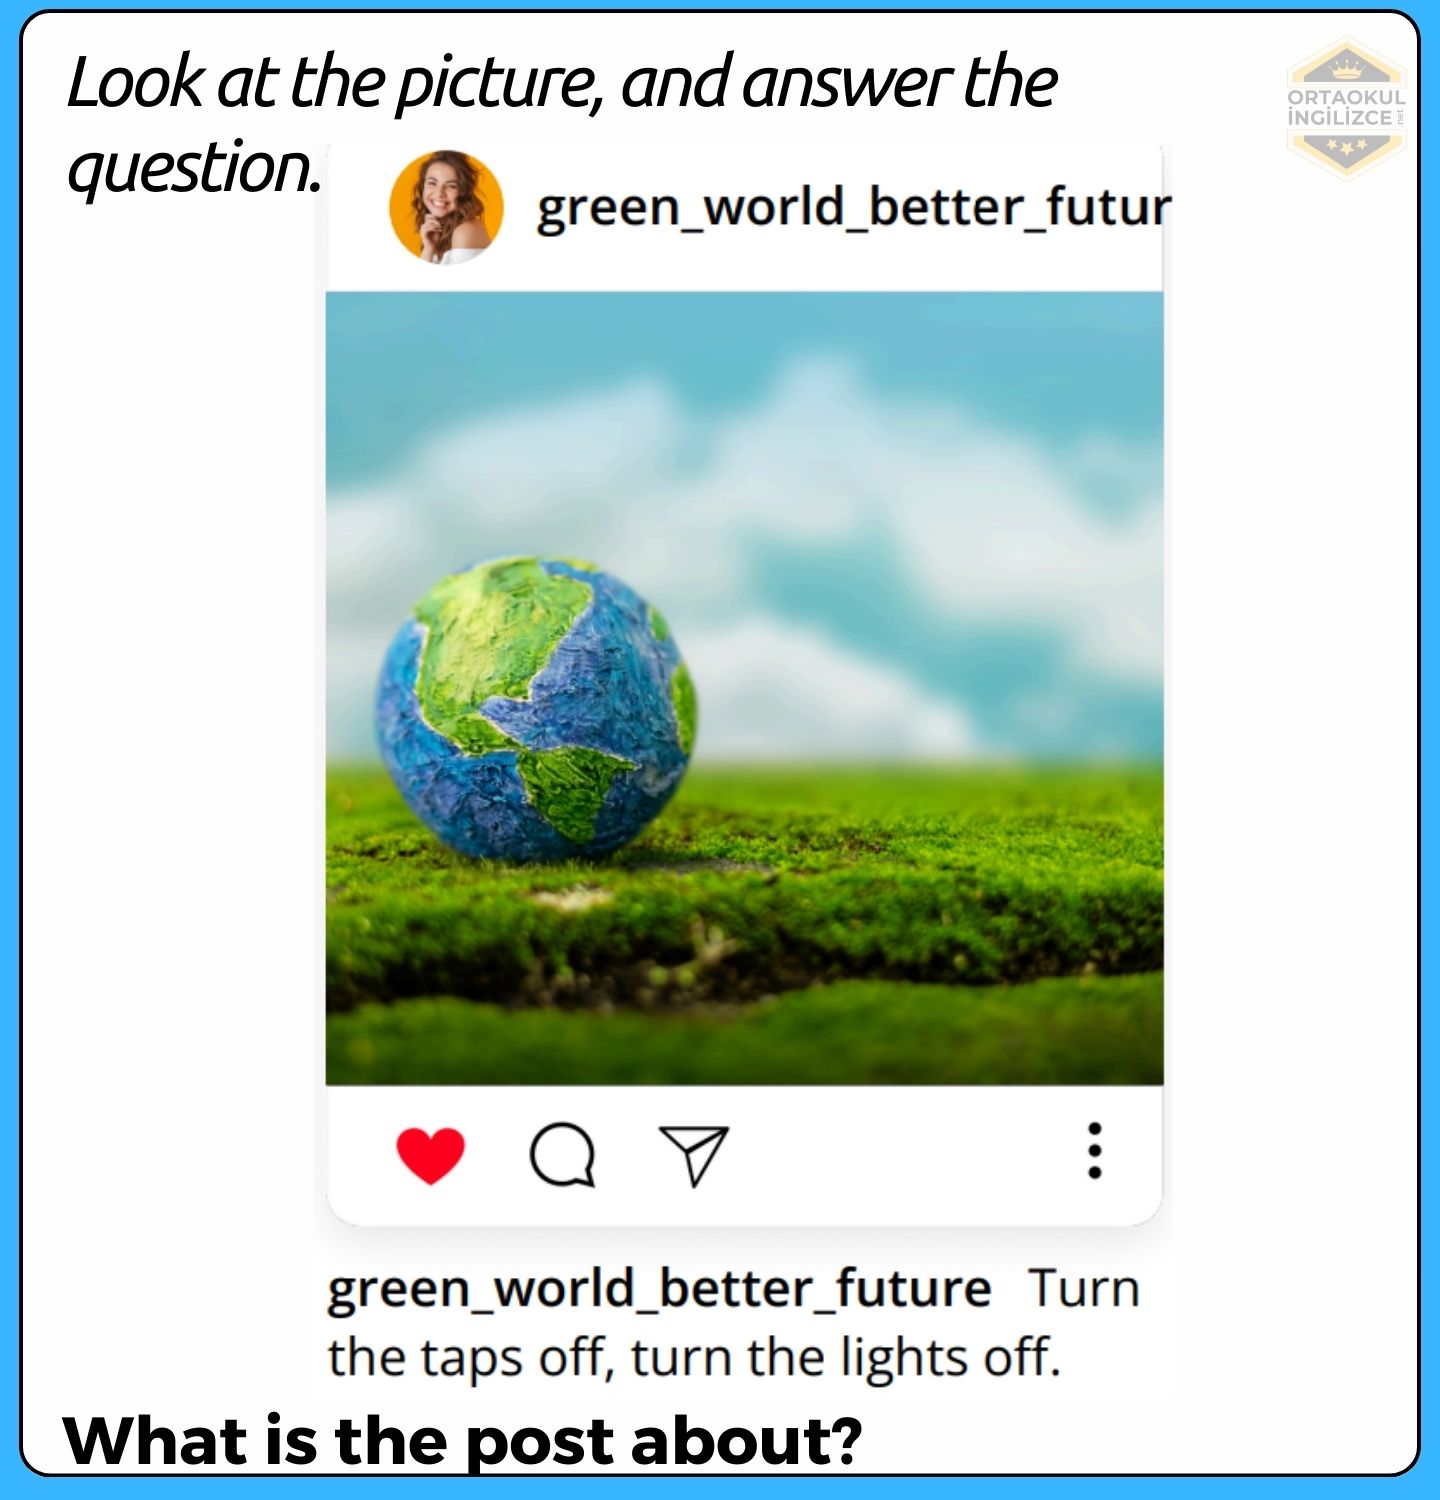 Look at the picture, and answer the
question.
ORTAOKUL
İNGİLİZCE
.net
green_world_better_futur
green_world_better_future Turn
the taps off, turn the lights off.
What is the post about?